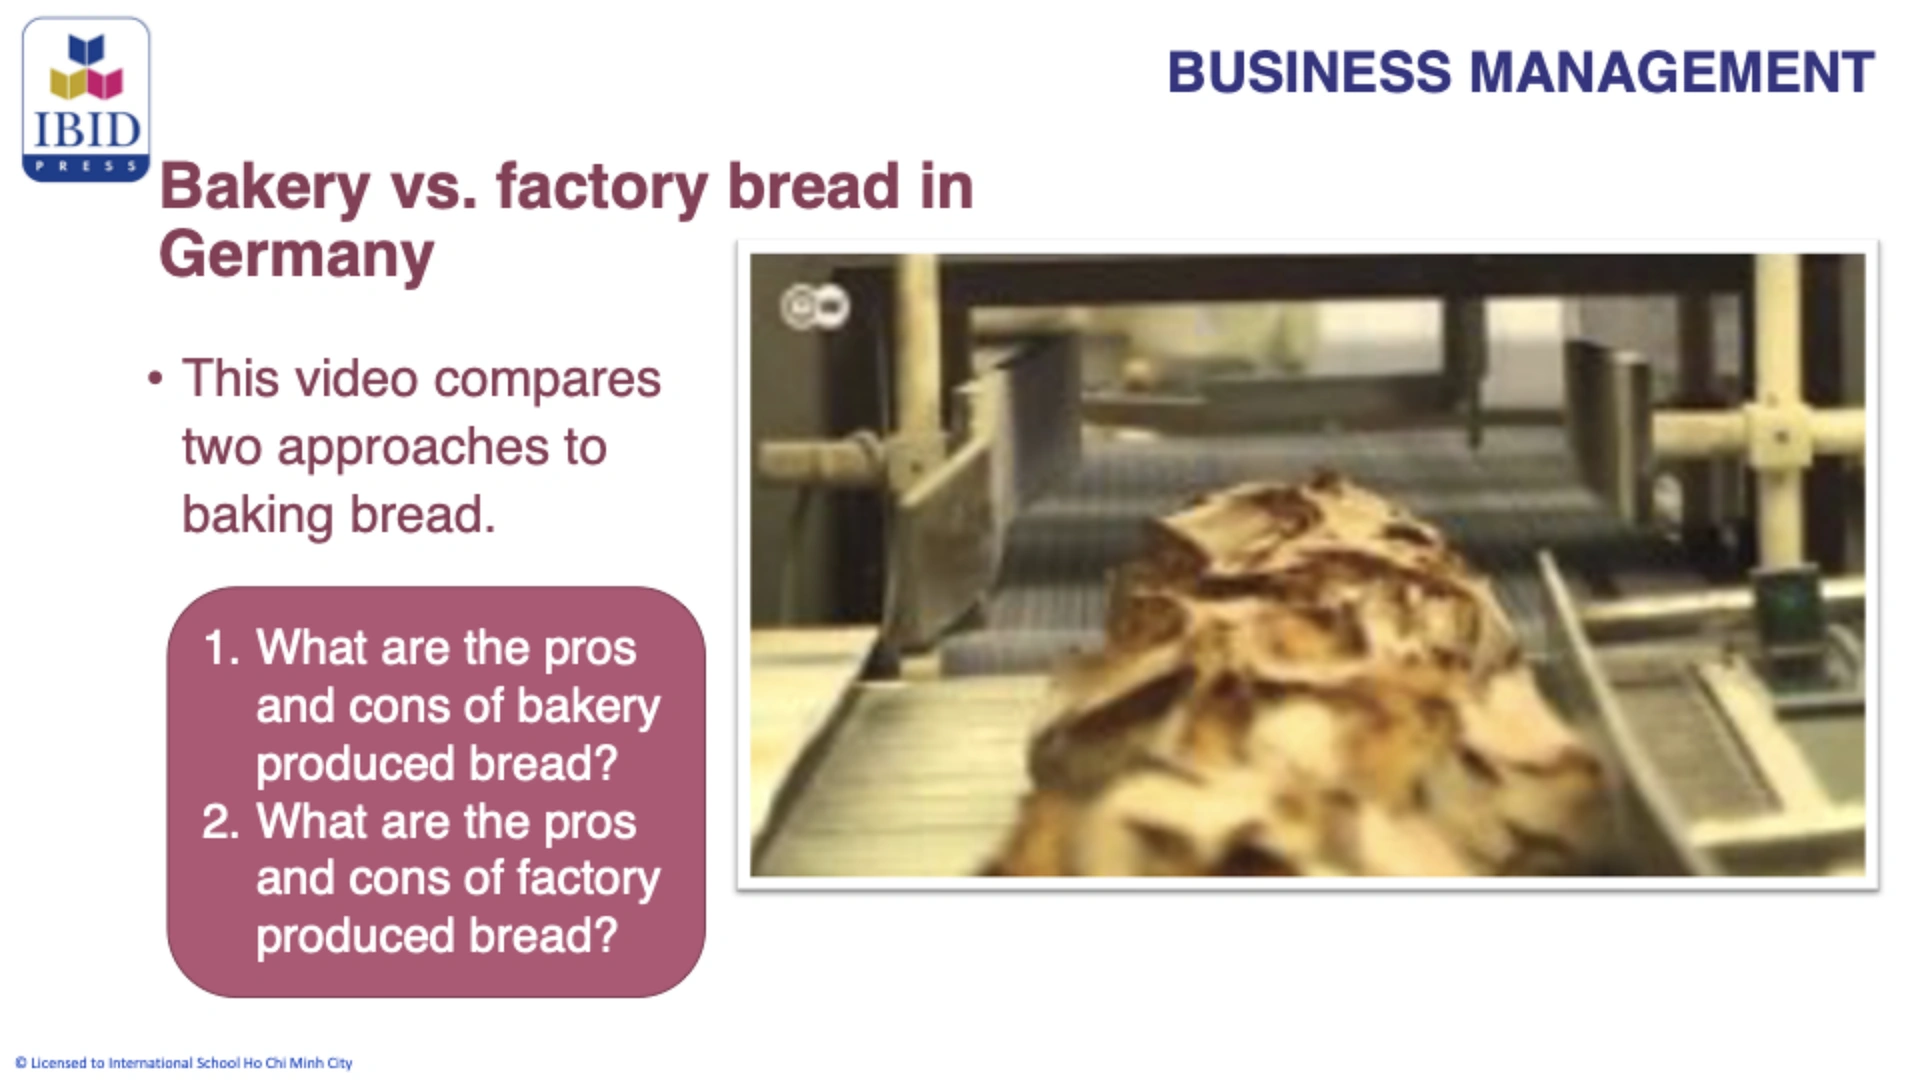 IBID
PRESS
BUSINESS MANAGEMENT
Bakery vs. factory bread in
Germany
• This video compares
two approaches to
baking bread.
1. What are the pros
and cons of bakery
produced bread?
2. What are the pros
and cons of factory
produced bread?
© Licensed to International School Ho Chi Minh City